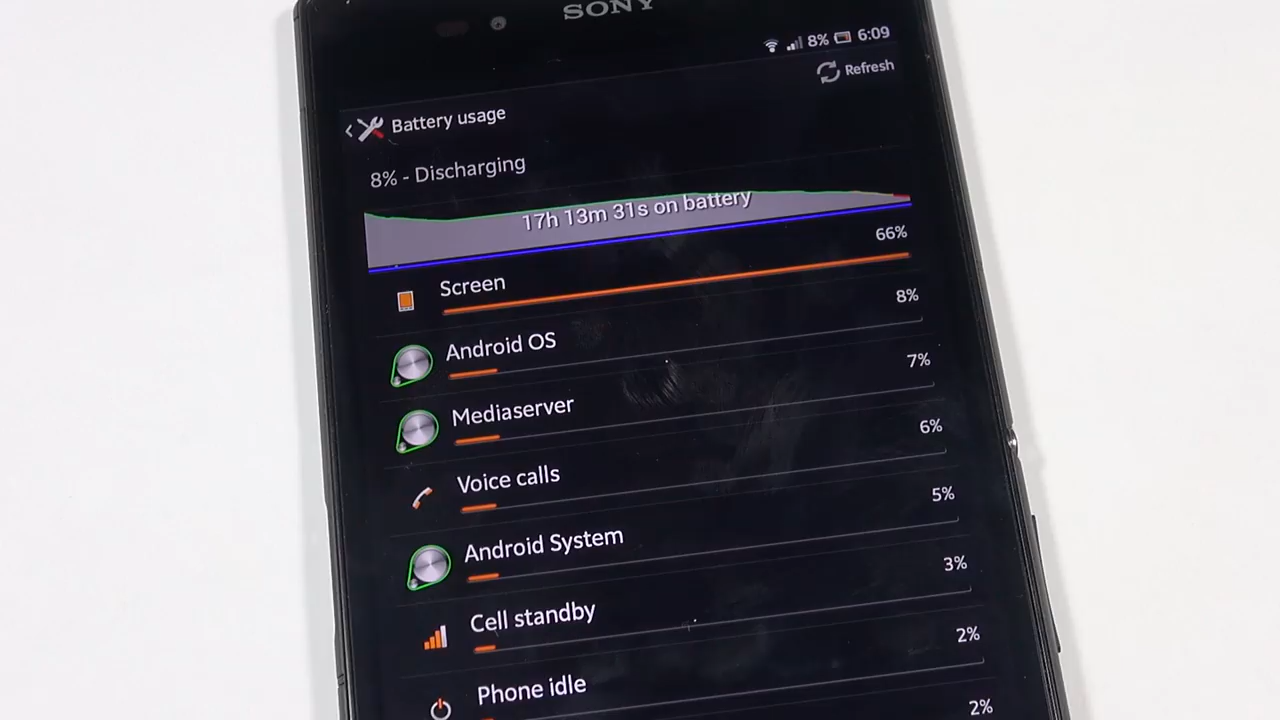 SONY
8% 6:09
Refresh
Battery usage
8% - Discharging
17h 13m 31s on battery
66%
Screen
8%
Android OS
7%
Mediaserver
6%
Voice calls
5%
Android System
3%
Cell standby
2%
Phone idle
2%